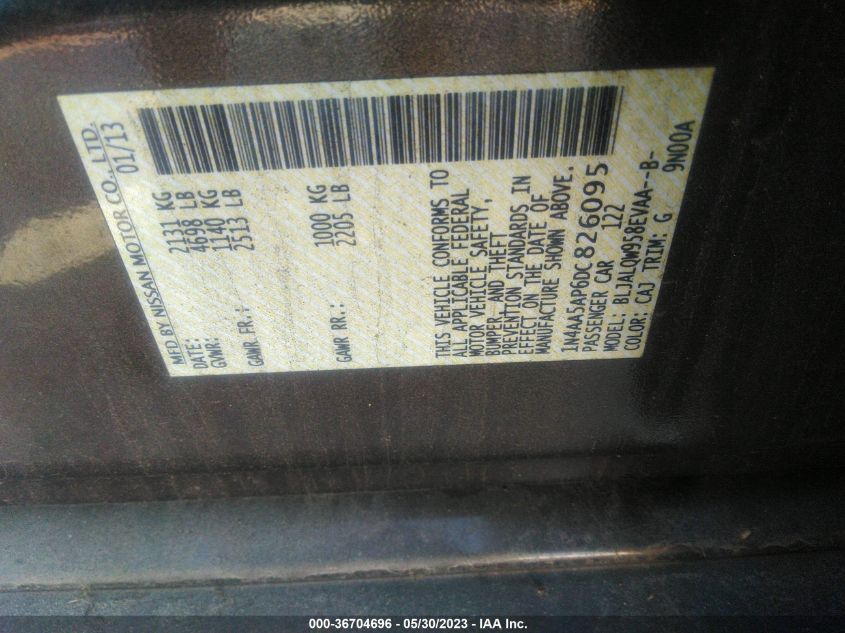 MFD BY NISSAN MOTOR CO., LTD.
DATE: 01/13
GVWR: 2131 KG
4698 LB
GAWR FR.: 1140 KG
2513 LB
GAWR RR.: 1000 KG
2205 LB
THIS VEHICLE CONFORMS TO
ALL APPLICABLE FEDERAL
MOTOR VEHICLE SAFETY,
BUMPER, AND THEFT
PREVENTION STANDARDS IN
EFFECT ON THE DATE OF
MANUFACTURE SHOWN ABOVE.
1N4AA5AP6DC826095
PASSENGER CAR 122
MODEL: BLJALQW958EVAA--B-
COLOR: CAJ TRIM: G 9N00A
000-36704696 - 05/30/2023 - IAA Inc.